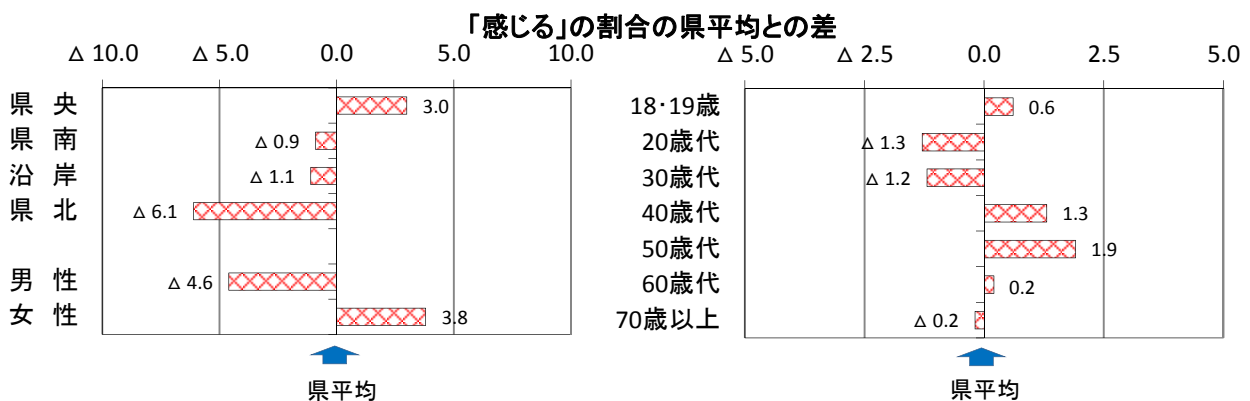 「感じる」の割合の県平均との差
△ 10.0 △ 5.0 0.0 5.0 10.0
県 央 3.0
県 南 △ 0.9
沿 岸 △ 1.1
県 北 △ 6.1
男 性 △ 4.6
女 性 3.8
県平均
△ 5.0 △ 2.5 0.0 2.5 5.0
18･19歳 0.6
20歳代 △ 1.3
30歳代 △ 1.2
40歳代 1.3
50歳代 1.9
60歳代 0.2
70歳以上 △ 0.2
県平均